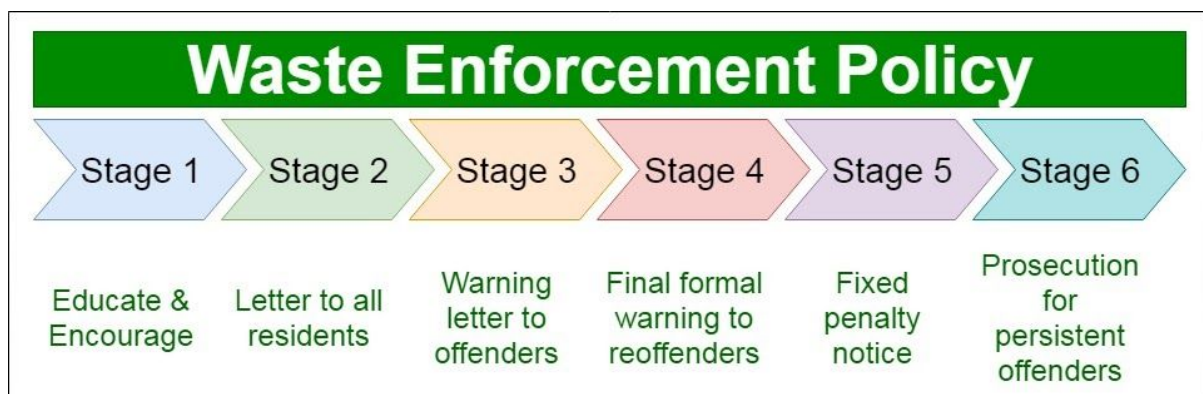 Waste Enforcement Policy
Stage 1
Stage 2
Stage 3
Stage 4
Stage 5
Stage 6
Educate &
Encourage
Letter to all
residents
Warning
letter to
offenders
Final formal
warning to
reoffenders
Fixed
penalty
notice
Prosecution
for
persistent
offenders